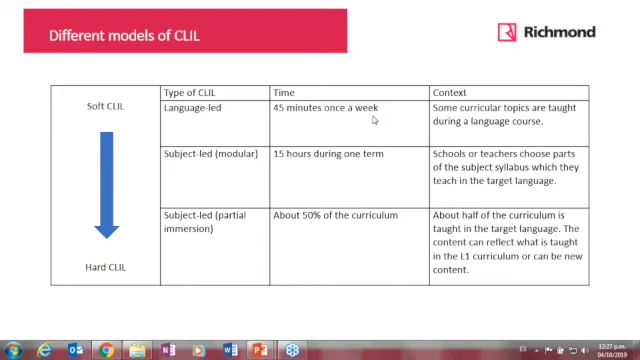 Different models of CLIL
Richmond
Type of CLIL
Time
Context
Soft CLIL
Language-led
45 minutes once a week
Some curricular topics are taught
during a language course.
Subject-led (modular)
15 hours during one term
Schools or teachers choose parts
of the subject syllabus which they
teach in the target language.
Subject-led (partial
immersion)
About 50% of the curriculum
About half of the curriculum is
taught in the target language. The
content can reflect what is taught
in the L1 curriculum or can be new
content.
Hard CLIL
ES
12:27 p.m.
04/10/2019